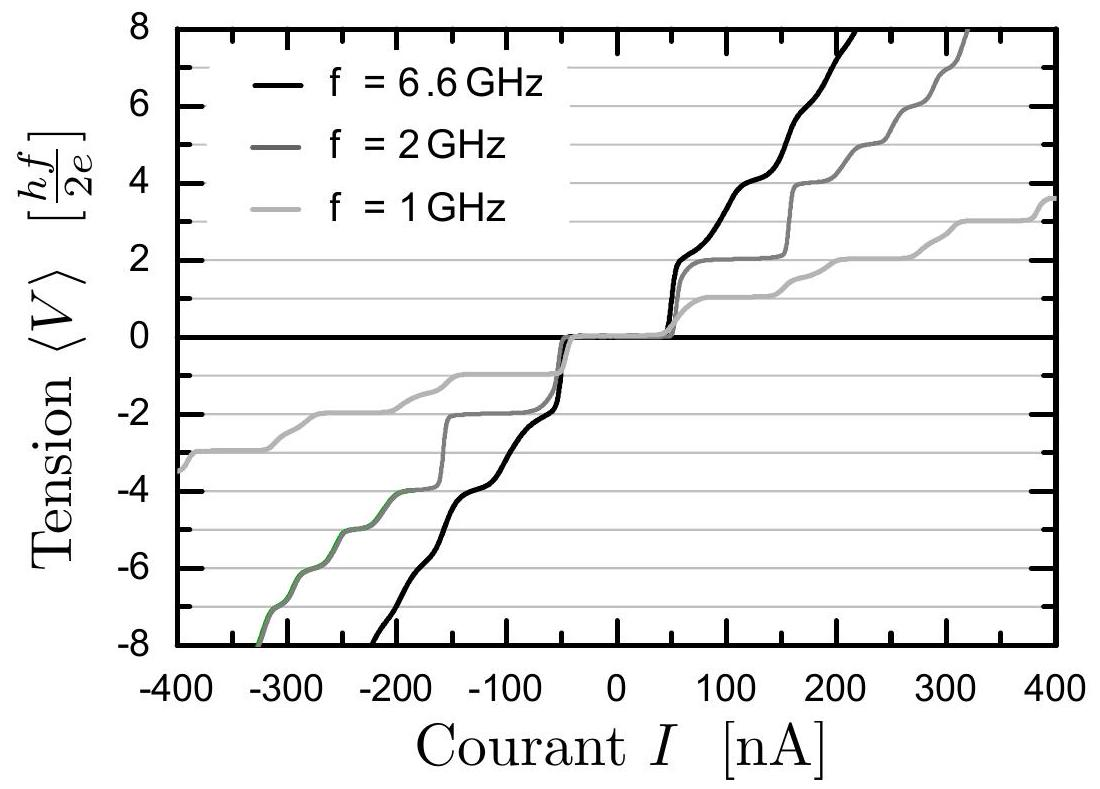 8
6
4
2
0
-2
-4
-6
-8
Tension ⟨V⟩ [hf/2e]
f = 6.6 GHz
f = 2 GHz
f = 1 GHz
-400 -300 -200 -100 0 100 200 300 400
Courant I [nA]